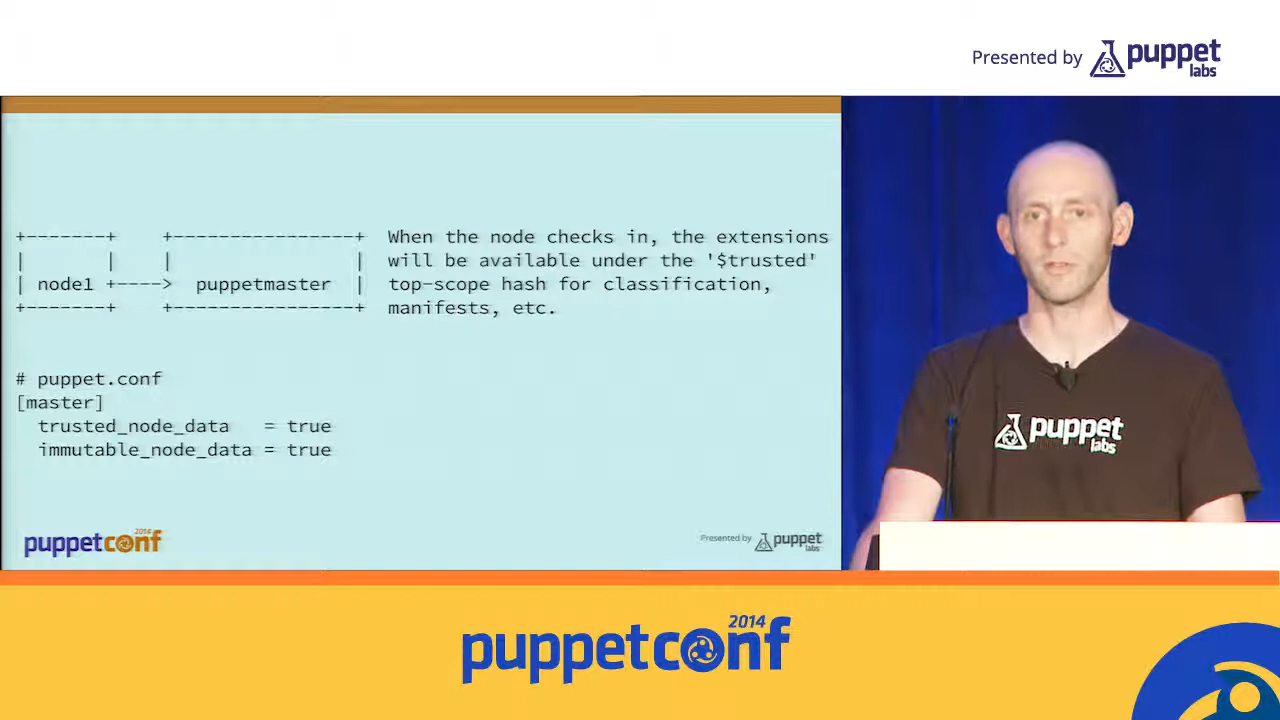 Presented by puppet labs
+-------+     +-----------------+  When the node checks in, the extensions
|       |     |                 |  will be available under the '$trusted'
| node1 +---->  puppetmaster    |  top-scope hash for classification,
+-------+     +-----------------+  manifests, etc.
# puppet.conf
[master]
trusted_node_data   = true
immutable_node_data = true
puppet labs
puppetconf 2014
Presented by puppet labs
puppetconf 2014